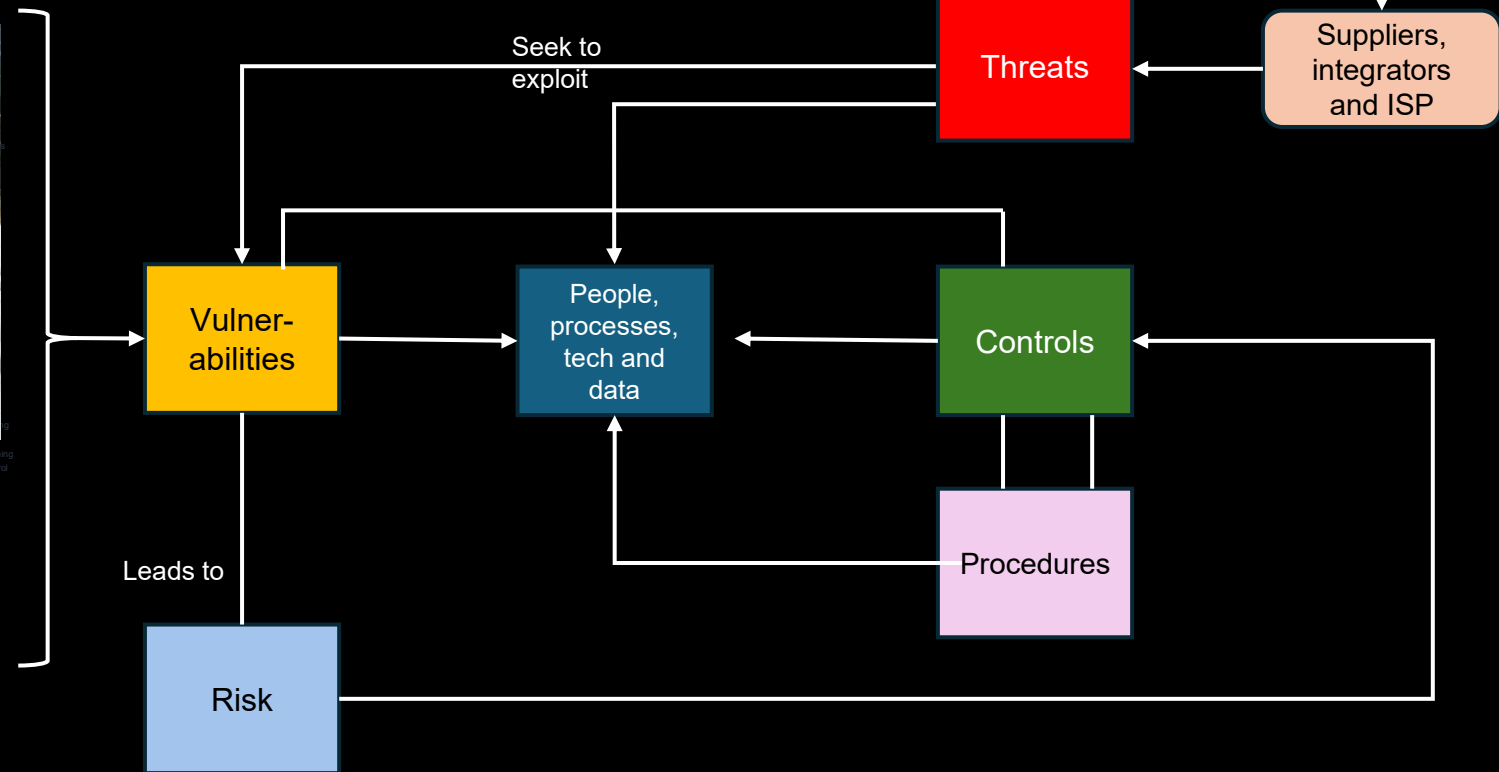 Suppliers,
integrators
and ISP
Threats
Seek to
exploit
Vulner-
abilities
People,
processes,
tech and
data
Controls
Procedures
Leads to
Risk